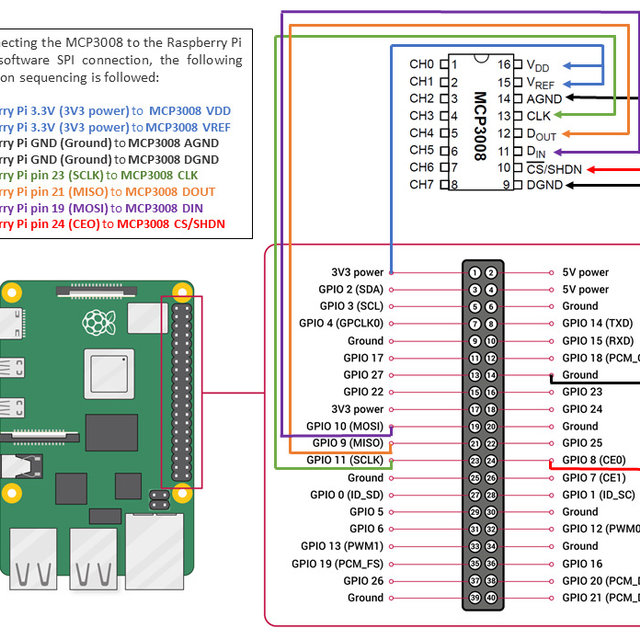 ecting the MCP3008 to the Raspberry Pi
software SPI connection, the following
on sequencing is followed:
rry Pi 3.3V (3V3 power) to MCP3008 VDD
rry Pi 3.3V (3V3 power) to MCP3008 VREF
rry Pi GND (Ground) to MCP3008 AGND
rry Pi GND (Ground) to MCP3008 DGND
rry Pi pin 23 (SCLK) to MCP3008 CLK
rry Pi pin 21 (MISO) to MCP3008 DOUT
rry Pi pin 19 (MOSI) to MCP3008 DIN
rry Pi pin 24 (CEO) to MCP3008 CS/SHDN
CH0 1 16 VDD
CH1 2 15 VREF
CH2 3 14 AGND
CH3 4 13 CLK
CH4 5 12 DOUT
CH5 6 11 DIN
CH6 7 10 CS/SHDN
CH7 8 9 DGND
MCP3008
3V3 power 1 2 5V power
GPIO 2 (SDA) 3 4 5V power
GPIO 3 (SCL) 5 6 Ground
GPIO 4 (GPCLK0) 7 8 GPIO 14 (TXD)
Ground 9 10 GPIO 15 (RXD)
GPIO 17 11 12 GPIO 18 (PCM_C
GPIO 27 13 14 Ground
GPIO 22 15 16 GPIO 23
3V3 power 17 18 GPIO 24
GPIO 10 (MOSI) 19 20 Ground
GPIO 9 (MISO) 21 22 GPIO 25
GPIO 11 (SCLK) 23 24 GPIO 8 (CE0)
Ground 25 26 GPIO 7 (CE1)
GPIO 0 (ID_SD) 27 28 GPIO 1 (ID_SC)
GPIO 5 29 30 Ground
GPIO 6 31 32 GPIO 12 (PWM0
GPIO 13 (PWM1) 33 34 Ground
GPIO 19 (PCM_FS) 35 36 GPIO 16
GPIO 26 37 38 GPIO 20 (PCM_D
Ground 39 40 GPIO 21 (PCM_D